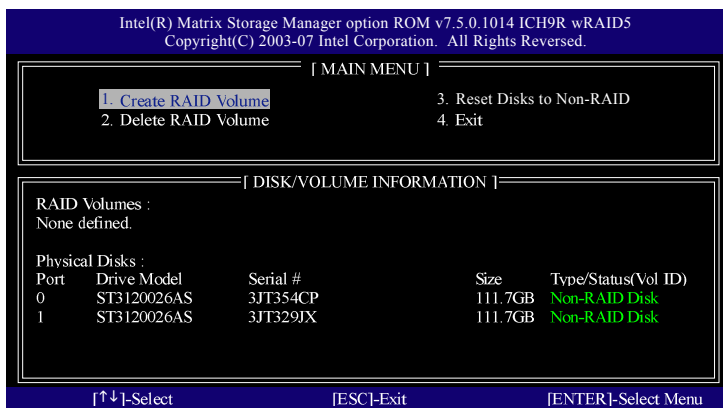 Intel(R) Matrix Storage Manager option ROM v7.5.0.1014 ICH9R wRAID5
Copyright(C) 2003-07 Intel Corporation. All Rights Reversed.
[ MAIN MENU ]
1. Create RAID Volume 3. Reset Disks to Non-RAID
2. Delete RAID Volume 4. Exit
[ DISK/VOLUME INFORMATION ]
RAID Volumes :
None defined.
Physical Disks :
Port Drive Model Serial # Size Type/Status(Vol ID)
0 ST3120026AS 3JT354CP 111.7GB Non-RAID Disk
1 ST3120026AS 3JT329JX 111.7GB Non-RAID Disk
[↑↓]-Select [ESC]-Exit [ENTER]-Select Menu